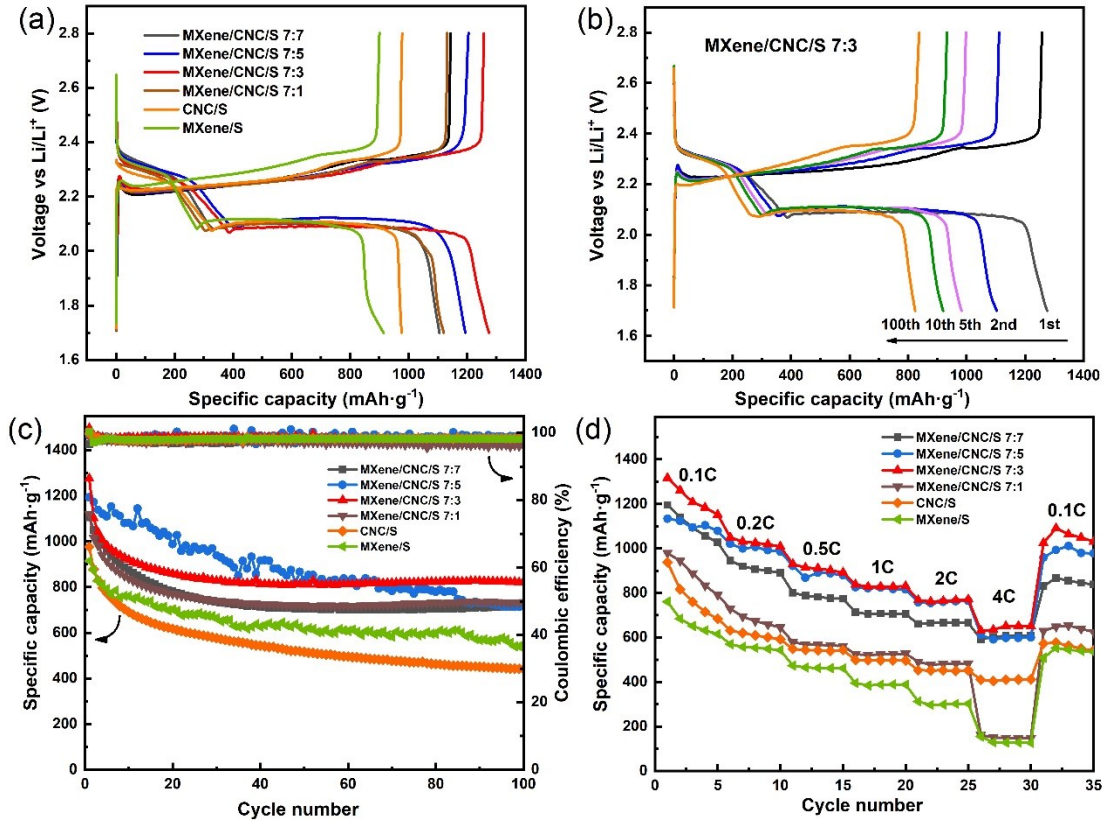 (a)
MXene/CNC/S 7:7
MXene/CNC/S 7:5
MXene/CNC/S 7:3
MXene/CNC/S 7:1
CNC/S
MXene/S
Voltage vs Li/Li⁺ (V)
2.8
2.6
2.4
2.2
2.0
1.8
1.6
0 200 400 600 800 1000 1200 1400
Specific capacity (mAh·g⁻¹)
(b)
MXene/CNC/S 7:3
Voltage vs Li/Li⁺ (V)
2.8
2.6
2.4
2.2
2.0
1.8
1.6
100th 10th 5th 2nd 1st
0 200 400 600 800 1000 1200 1400
Specific capacity (mAh·g⁻¹)
(c)
Specific capacity (mAh·g⁻¹)
1400
1200
1000
800
600
400
200
0
MXene/CNC/S 7:7
MXene/CNC/S 7:5
MXene/CNC/S 7:3
MXene/CNC/S 7:1
CNC/S
MXene/S
100
80
60
40
20
0
Coulombic efficiency (%)
0 20 40 60 80 100
Cycle number
(d)
Specific capacity (mAh·g⁻¹)
1400
1200
1000
800
600
400
200
0
MXene/CNC/S 7:7
MXene/CNC/S 7:5
MXene/CNC/S 7:3
MXene/CNC/S 7:1
CNC/S
MXene/S
0.1C
0.2C
0.5C
1C
2C
4C
0.1C
0 5 10 15 20 25 30 35
Cycle number